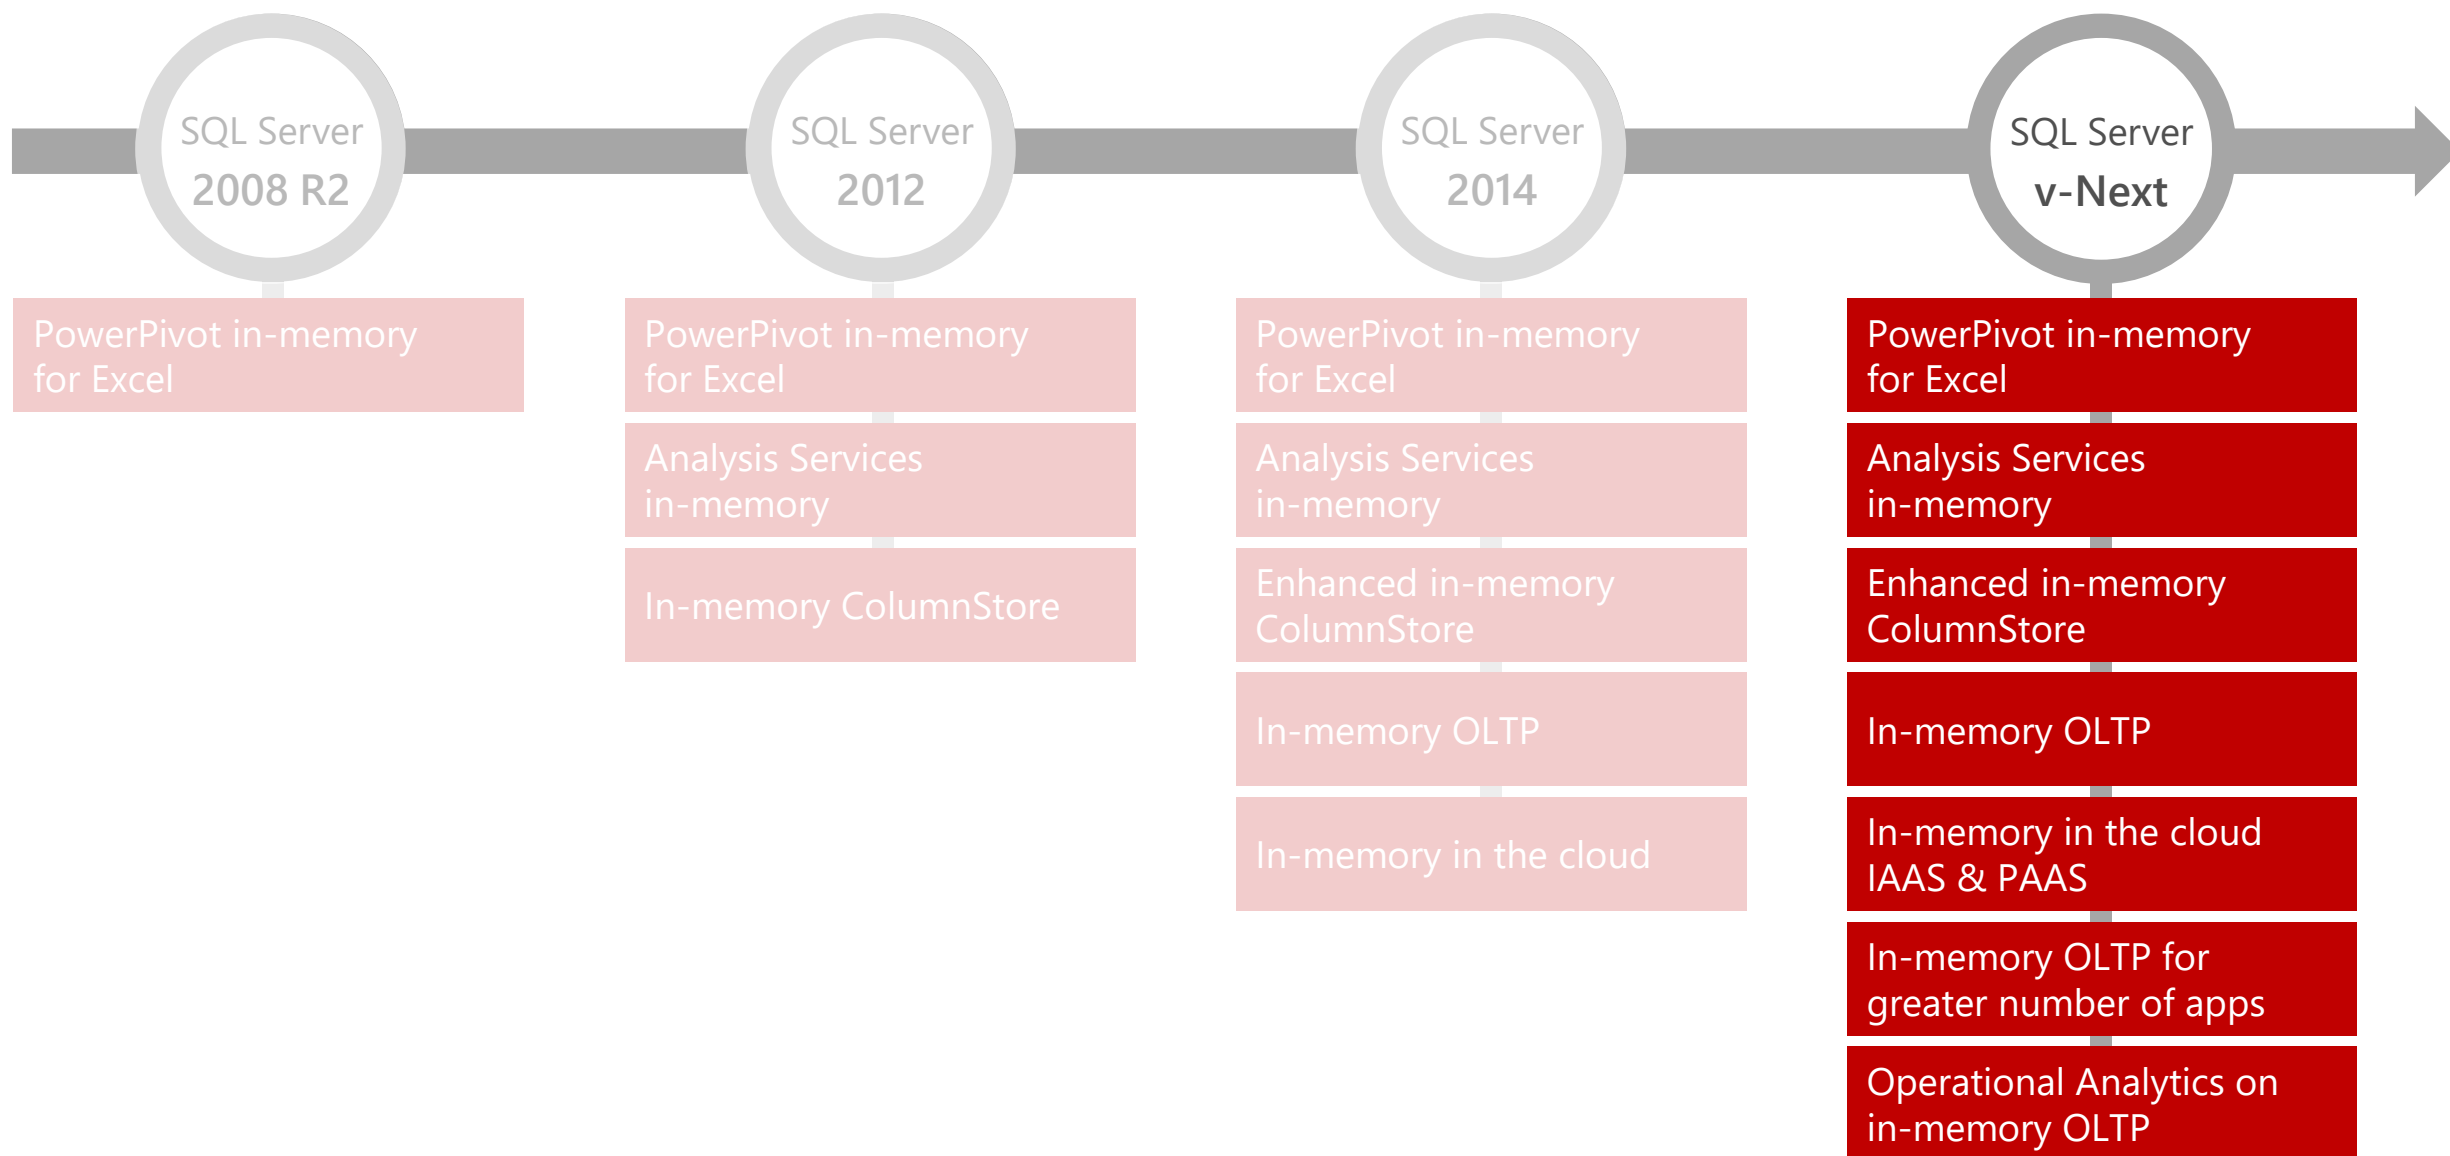 SQL Server
2008 R2
PowerPivot in-memory
for Excel
SQL Server
2012
PowerPivot in-memory
for Excel
Analysis Services
in-memory
In-memory ColumnStore
SQL Server
2014
PowerPivot in-memory
for Excel
Analysis Services
in-memory
Enhanced in-memory
ColumnStore
In-memory OLTP
In-memory in the cloud
SQL Server
v-Next
PowerPivot in-memory
for Excel
Analysis Services
in-memory
Enhanced in-memory
ColumnStore
In-memory OLTP
In-memory in the cloud
IAAS & PAAS
In-memory OLTP for
greater number of apps
Operational Analytics on
in-memory OLTP